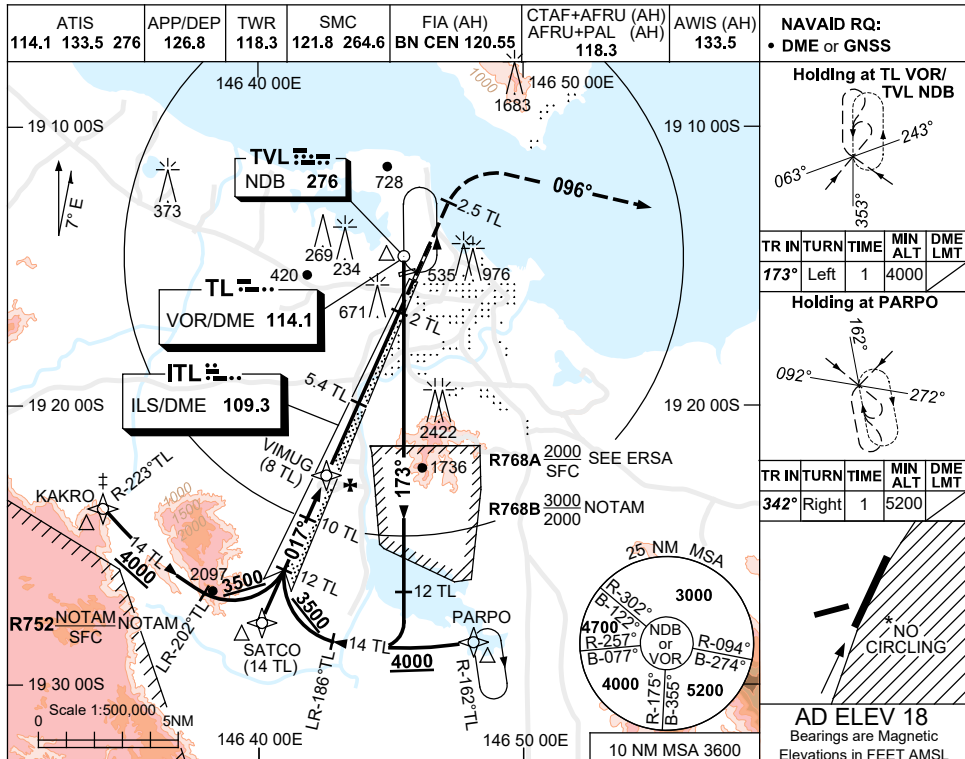 ATIS
114.1 133.5 276
APP/DEP
126.8
TWR
118.3
SMC
121.8 264.6
FIA (AH)
BN CEN 120.55
CTAF+AFRU (AH)
AFRU+PAL (AH)
118.3
AWIS (AH)
133.5
NAVAID RQ:
• DME or GNSS
146 40 00E
146 50 00E
1000
1683
19 10 00S
19 10 00S
7° E
373
TVL
NDB 276
728
096°
2.5 TL
269
234
420
535
976
671
TL
VOR/DME 114.1
2 TL
ITL
ILS/DME 109.3
5.4 TL
19 20 00S
19 20 00S
2422
VIMUG
(8 TL)
1736
R768A 2000
SFC SEE ERSA
R768B 3000
2000 NOTAM
173°
KAKRO
‡
R-223°TL
1000
1500
2000
10 TL
017°
14 TL
4000
2097
3500
12 TL
12 TL
3500
R752 NOTAM
SFC NOTAM
LR-202°TL
SATCO
(14 TL)
LR-186°TL
14 TL
4000
PARPO
R-162°TL
19 30 00S
Scale 1:500,000
0
5NM
146 40 00E
146 50 00E
25 NM MSA
3000
R-302°
B-122°
4700
R-257°
B-077°
NDB
or
VOR
R-094°
B-274°
4000
R-175°
B-355°
5200
10 NM MSA 3600
Holding at TL VOR/
TVL NDB
243°
063°
353°
TR IN
TURN
TIME
MIN
ALT
DME
LMT
173°
Left
1
4000
Holding at PARPO
162°
092°
272°
TR IN
TURN
TIME
MIN
ALT
DME
LMT
342°
Right
1
5200
*NO
CIRCLING
AD ELEV 18
Bearings are Magnetic
Elevations in FEET AMSL